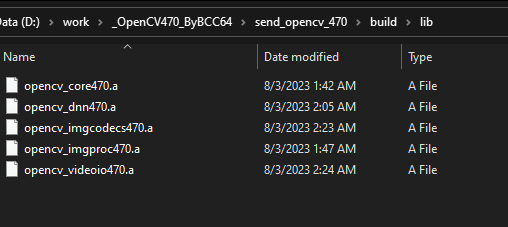 Data (D:) > work > _OpenCV470_ByBCC64 > send_opencv_470 > build > lib
Name Date modified Type
opencv_core470.a 8/3/2023 1:42 AM A File
opencv_dnn470.a 8/3/2023 2:05 AM A File
opencv_imgcodecs470.a 8/3/2023 2:23 AM A File
opencv_imgproc470.a 8/3/2023 1:47 AM A File
opencv_videoio470.a 8/3/2023 2:24 AM A File